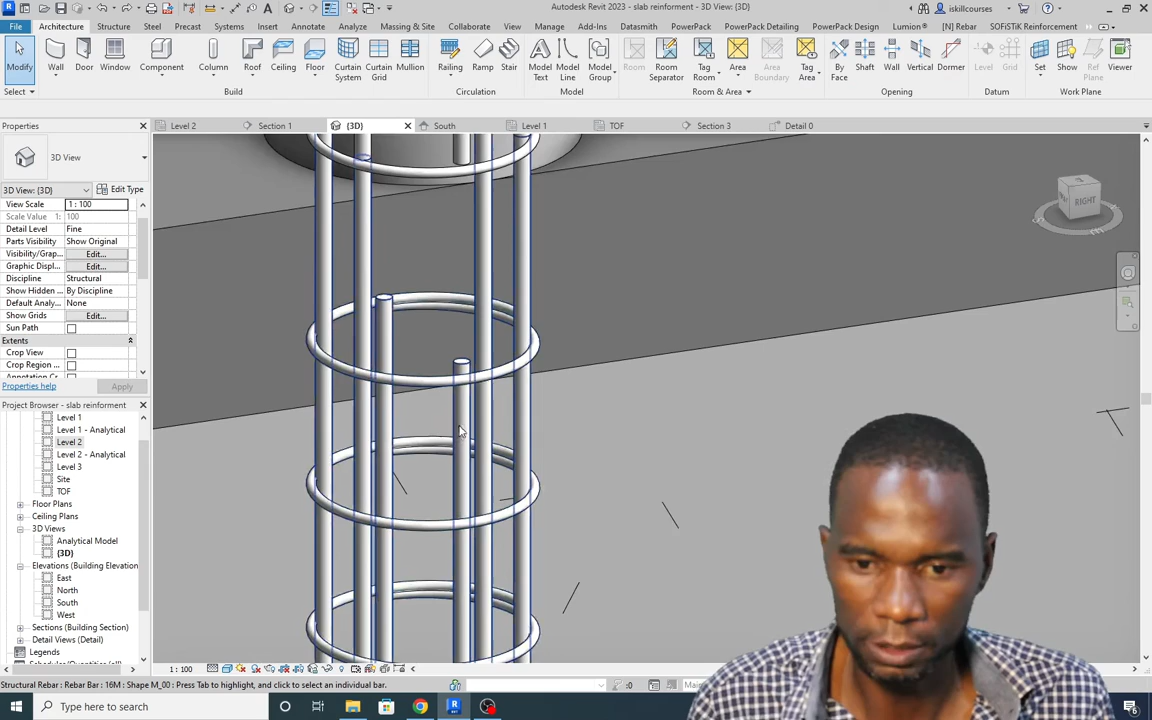 Autodesk Revit 2023 - slab reinforment - 3D View: {3D}
iskillcourses
File Architecture Structure Steel Precast Systems Insert Annotate Analyze Massing & Site Collaborate View Manage Add-Ins Datasmith PowerPack PowerPack Detailing PowerPack Design Lumion® [N] Rebar SOFiSTiK Reinforcement
Modify Wall Door Window Component Column Roof Ceiling Floor Curtain System Curtain Grid Mullion Railing Ramp Stair Model Text Model Line Model Group Room Room Separator Tag Room Area Area Boundary Tag Area By Face Shaft Wall Vertical Dormer Level Grid Set Show Ref Plane Viewer
Select Build Circulation Model Room & Area Opening Datum Work Plane
Properties
Level 2 Section 1 {3D} South Level 1 TOF Section 3 Detail 0
3D View
3D View: {3D} Edit Type
View Scale 1 : 100
Scale Value 1: 100
Detail Level Fine
Parts Visibility Show Original
Visibility/Grap... Edit...
Graphic Displ... Edit...
Discipline Structural
Show Hidden ... By Discipline
Default Analy... None
Show Grids Edit...
Sun Path
Extents
Crop View
Crop Region ...
Properties help Apply
RIGHT
Project Browser - slab reinforment
Level 1
Level 1 - Analytical
Level 2
Level 2 - Analytical
Level 3
Site
TOF
Floor Plans
Ceiling Plans
3D Views
Analytical Model
{3D}
Elevations (Building Elevation
East
North
South
West
Sections (Building Section)
Detail Views (Detail)
Legends
1 : 100
Structural Rebar : Rebar Bar : 16M : Shape M_00 : Press Tab to highlight, and click to select an individual bar.
:0
Type here to search